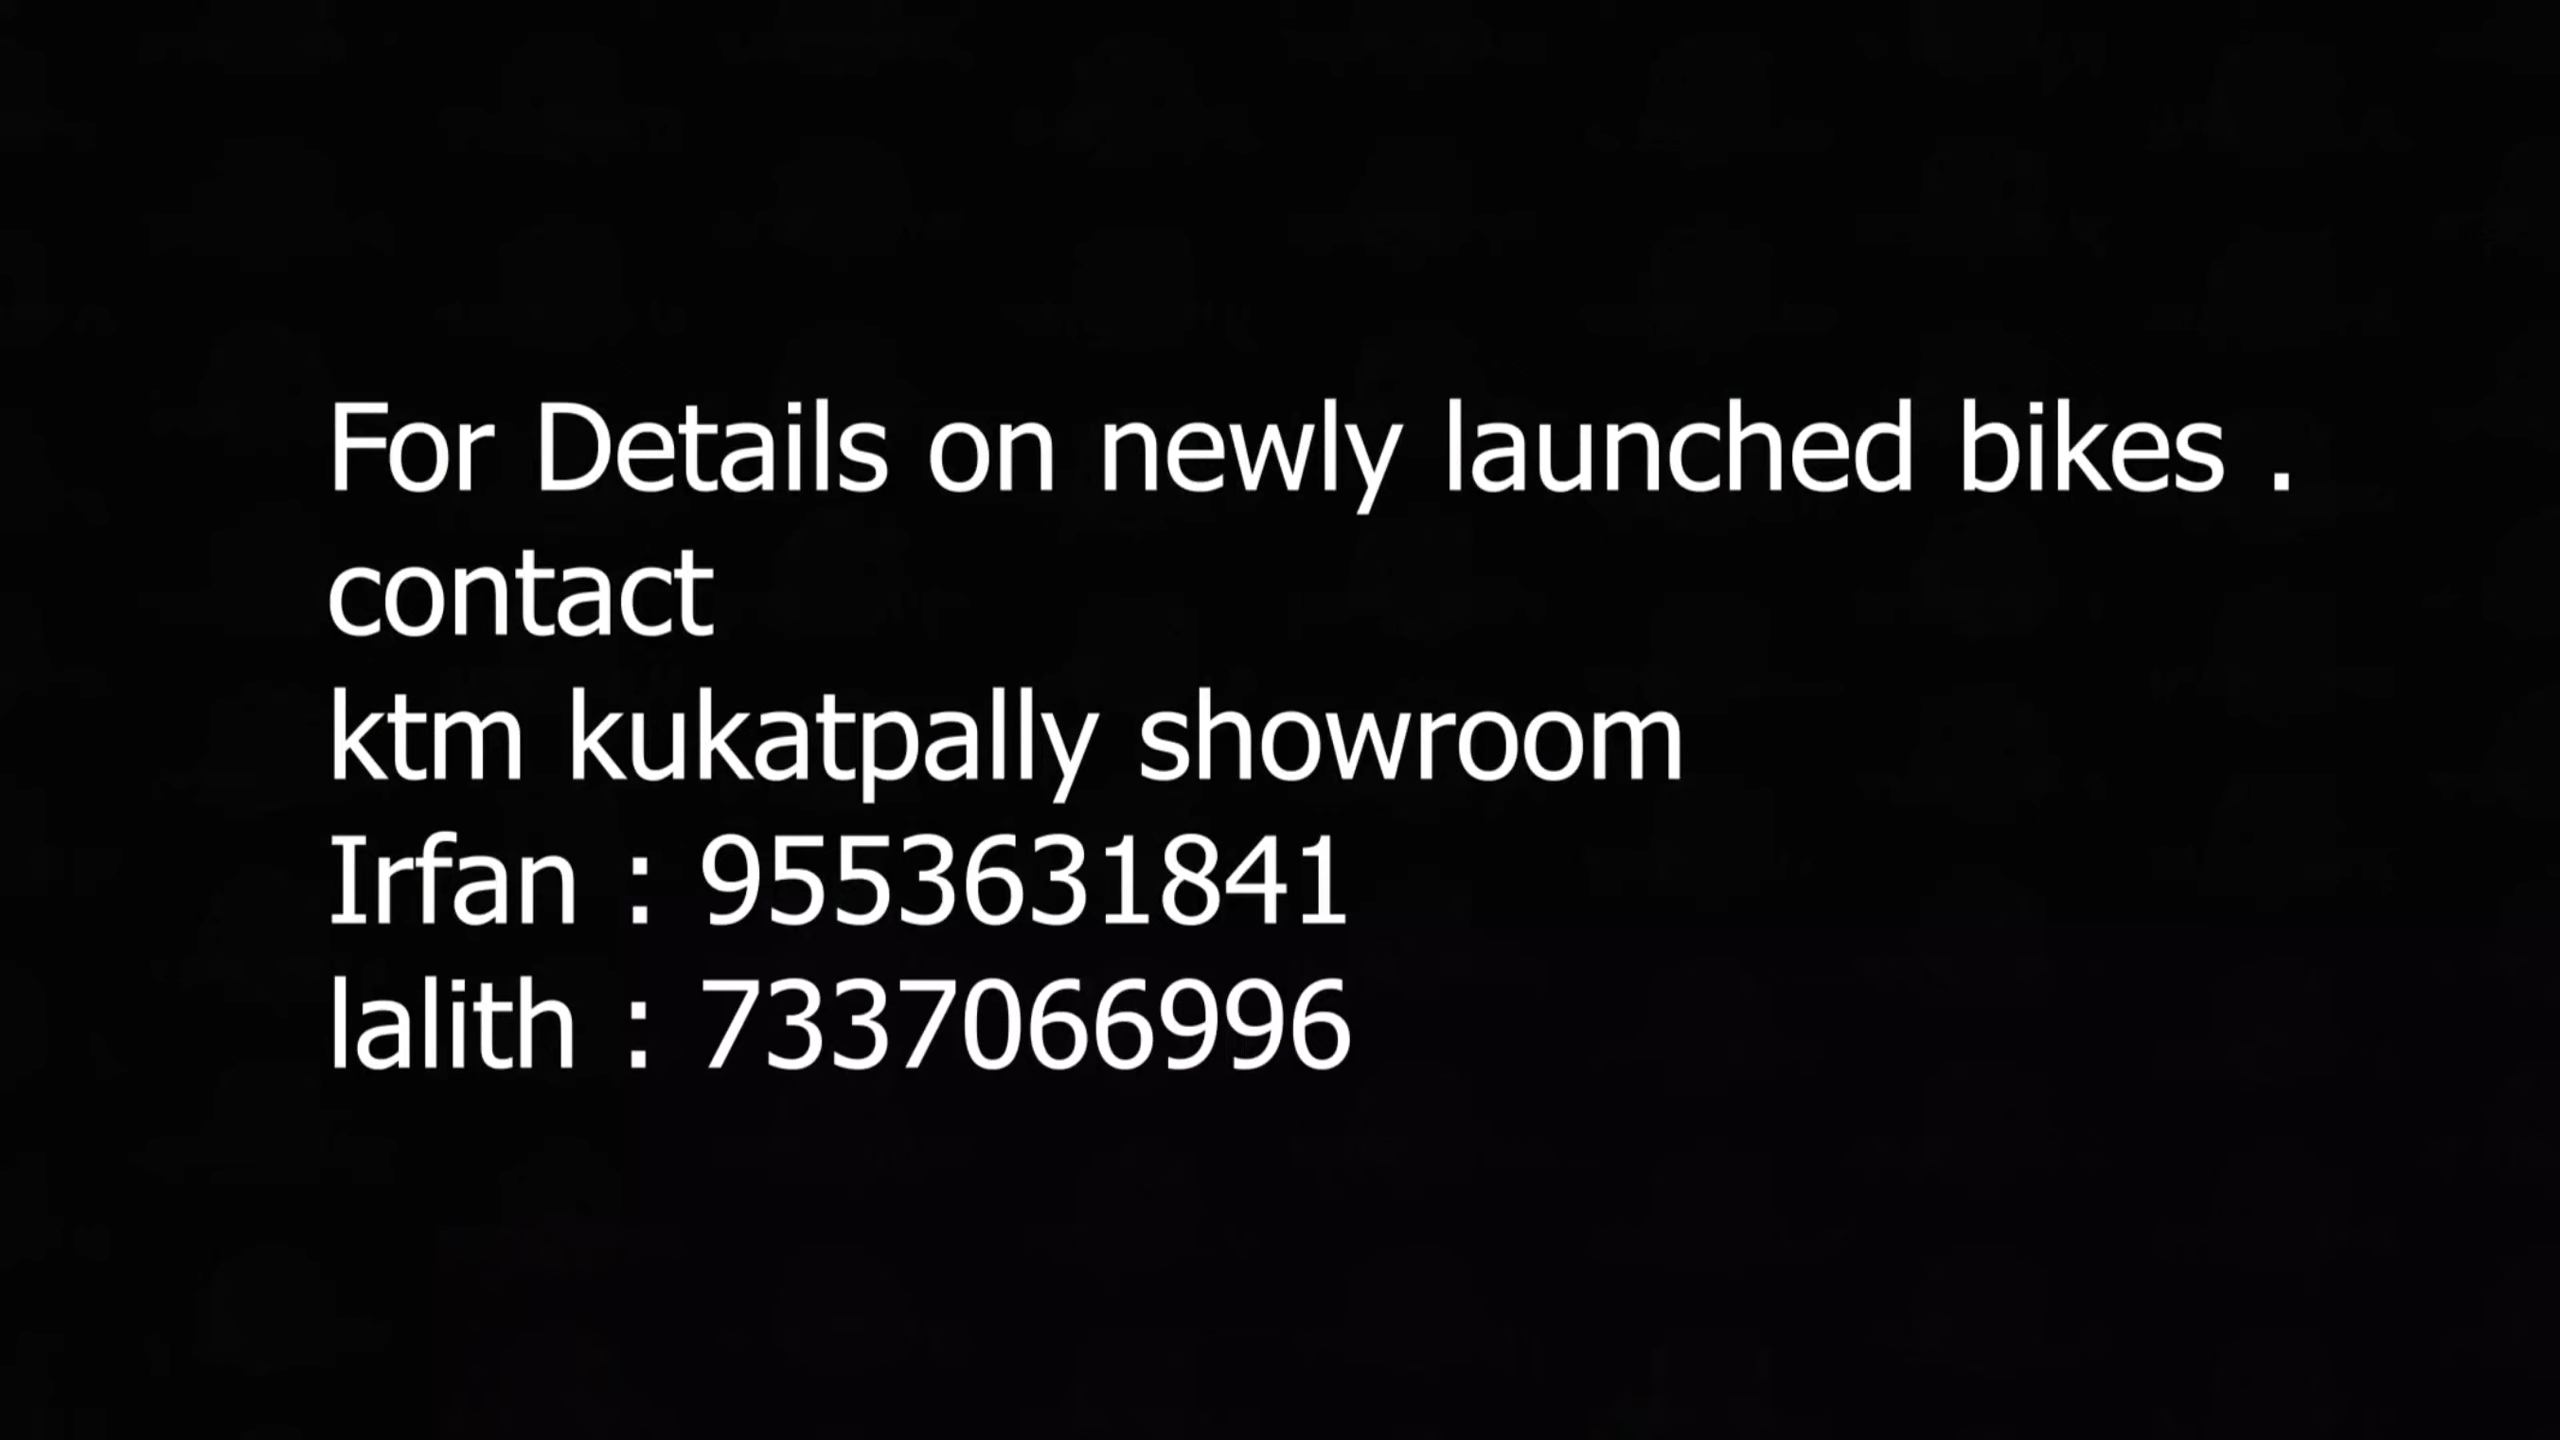 For Details on newly launched bikes .
contact
ktm kukatpally showroom
Irfan : 9553631841
lalith : 7337066996